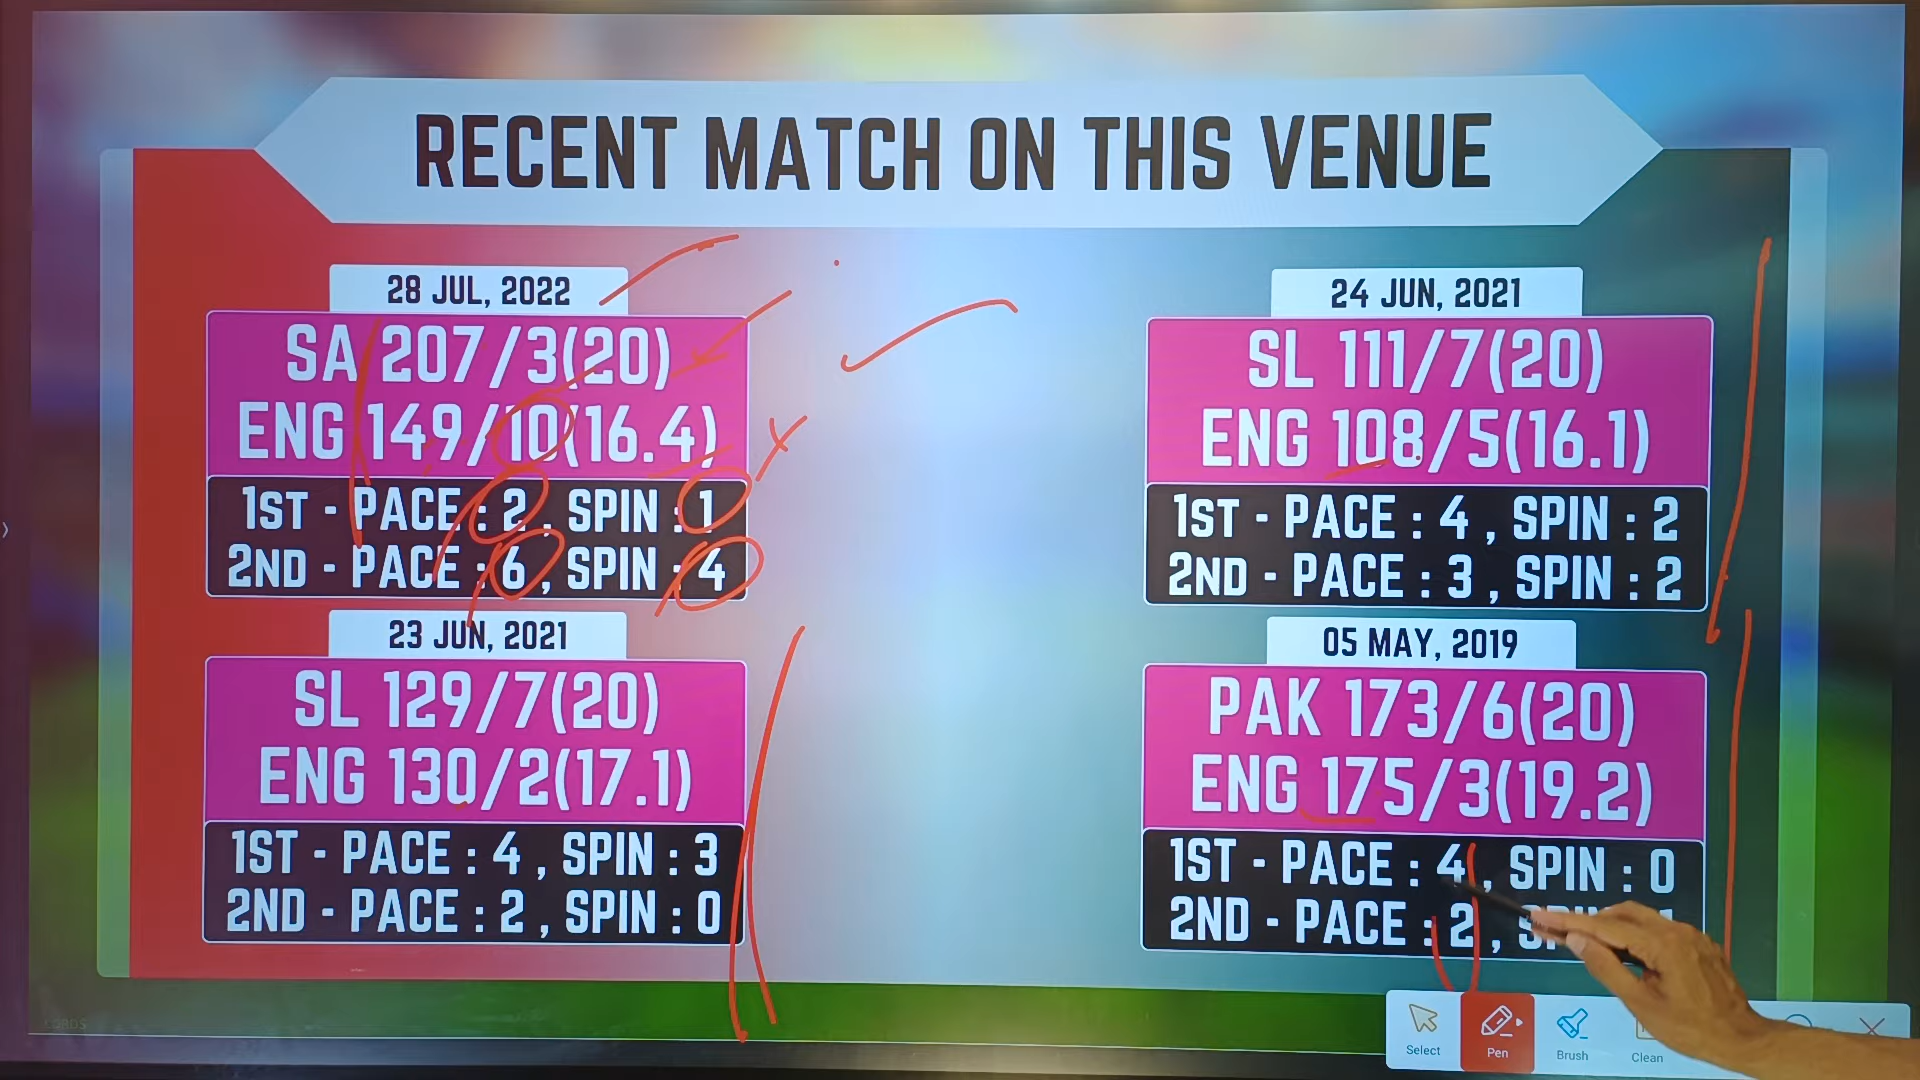 RECENT MATCH ON THIS VENUE
28 JUL, 2022
SA 207/3(20)
ENG 149/10(16.4)
1ST - PACE : 2 , SPIN : 1
2ND - PACE : 6 , SPIN : 4
24 JUN, 2021
SL 111/7(20)
ENG 108/5(16.1)
1ST - PACE : 4 , SPIN : 2
2ND - PACE : 3 , SPIN : 2
23 JUN, 2021
SL 129/7(20)
ENG 130/2(17.1)
1ST - PACE : 4 , SPIN : 3
2ND - PACE : 2 , SPIN : 0
05 MAY, 2019
PAK 173/6(20)
ENG 175/3(19.2)
1ST - PACE : 4 , SPIN : 0
2ND - PACE : 2 ,
Select
Pen
Brush
Clean